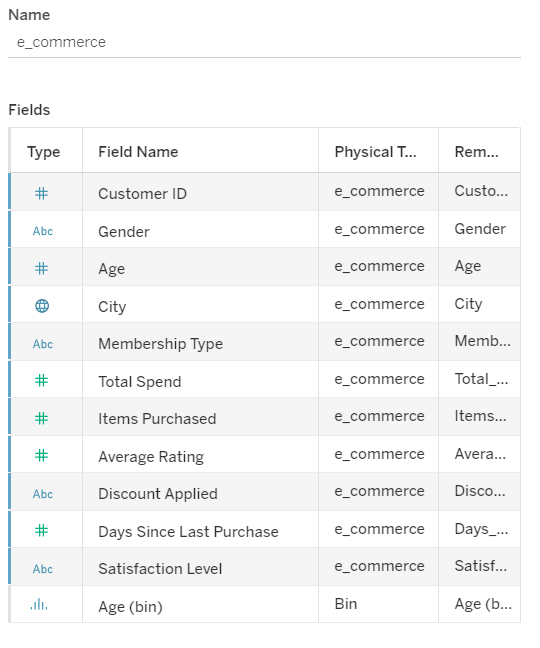 Name
e_commerce
Fields
Type Field Name Physical T... Rem...
# Customer ID e_commerce Custo...
Abc Gender e_commerce Gender
# Age e_commerce Age
City e_commerce City
Abc Membership Type e_commerce Memb...
# Total Spend e_commerce Total_...
# Items Purchased e_commerce Items...
# Average Rating e_commerce Avera...
Abc Discount Applied e_commerce Disco...
# Days Since Last Purchase e_commerce Days_...
Abc Satisfaction Level e_commerce Satisf...
Age (bin) Bin Age (b...